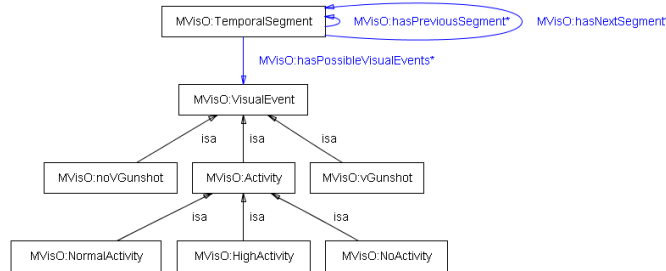 MVisO:TemporalSegment
MVisO:hasPreviousSegment*
MVisO:hasNextSegment*
MVisO:hasPossibleVisualEvents*
MVisO:VisualEvent
isa
isa
isa
MVisO:noVGunshot
MVisO:Activity
MVisO:vGunshot
isa
isa
isa
MVisO:NormalActivity
MVisO:HighActivity
MVisO:NoActivity